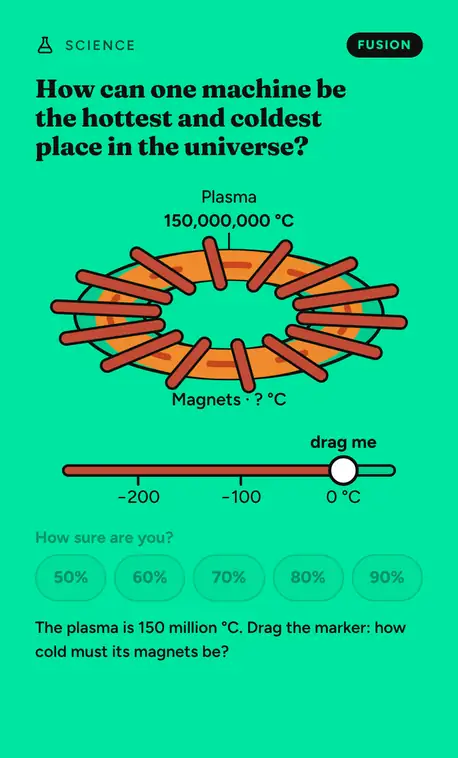 SCIENCE
FUSION
How can one machine be
the hottest and coldest
place in the universe?
Plasma
150,000,000 °C
Magnets · ? °C
drag me
−200
−100
0 °C
How sure are you?
50%
60%
70%
80%
90%
The plasma is 150 million °C. Drag the marker: how
cold must its magnets be?